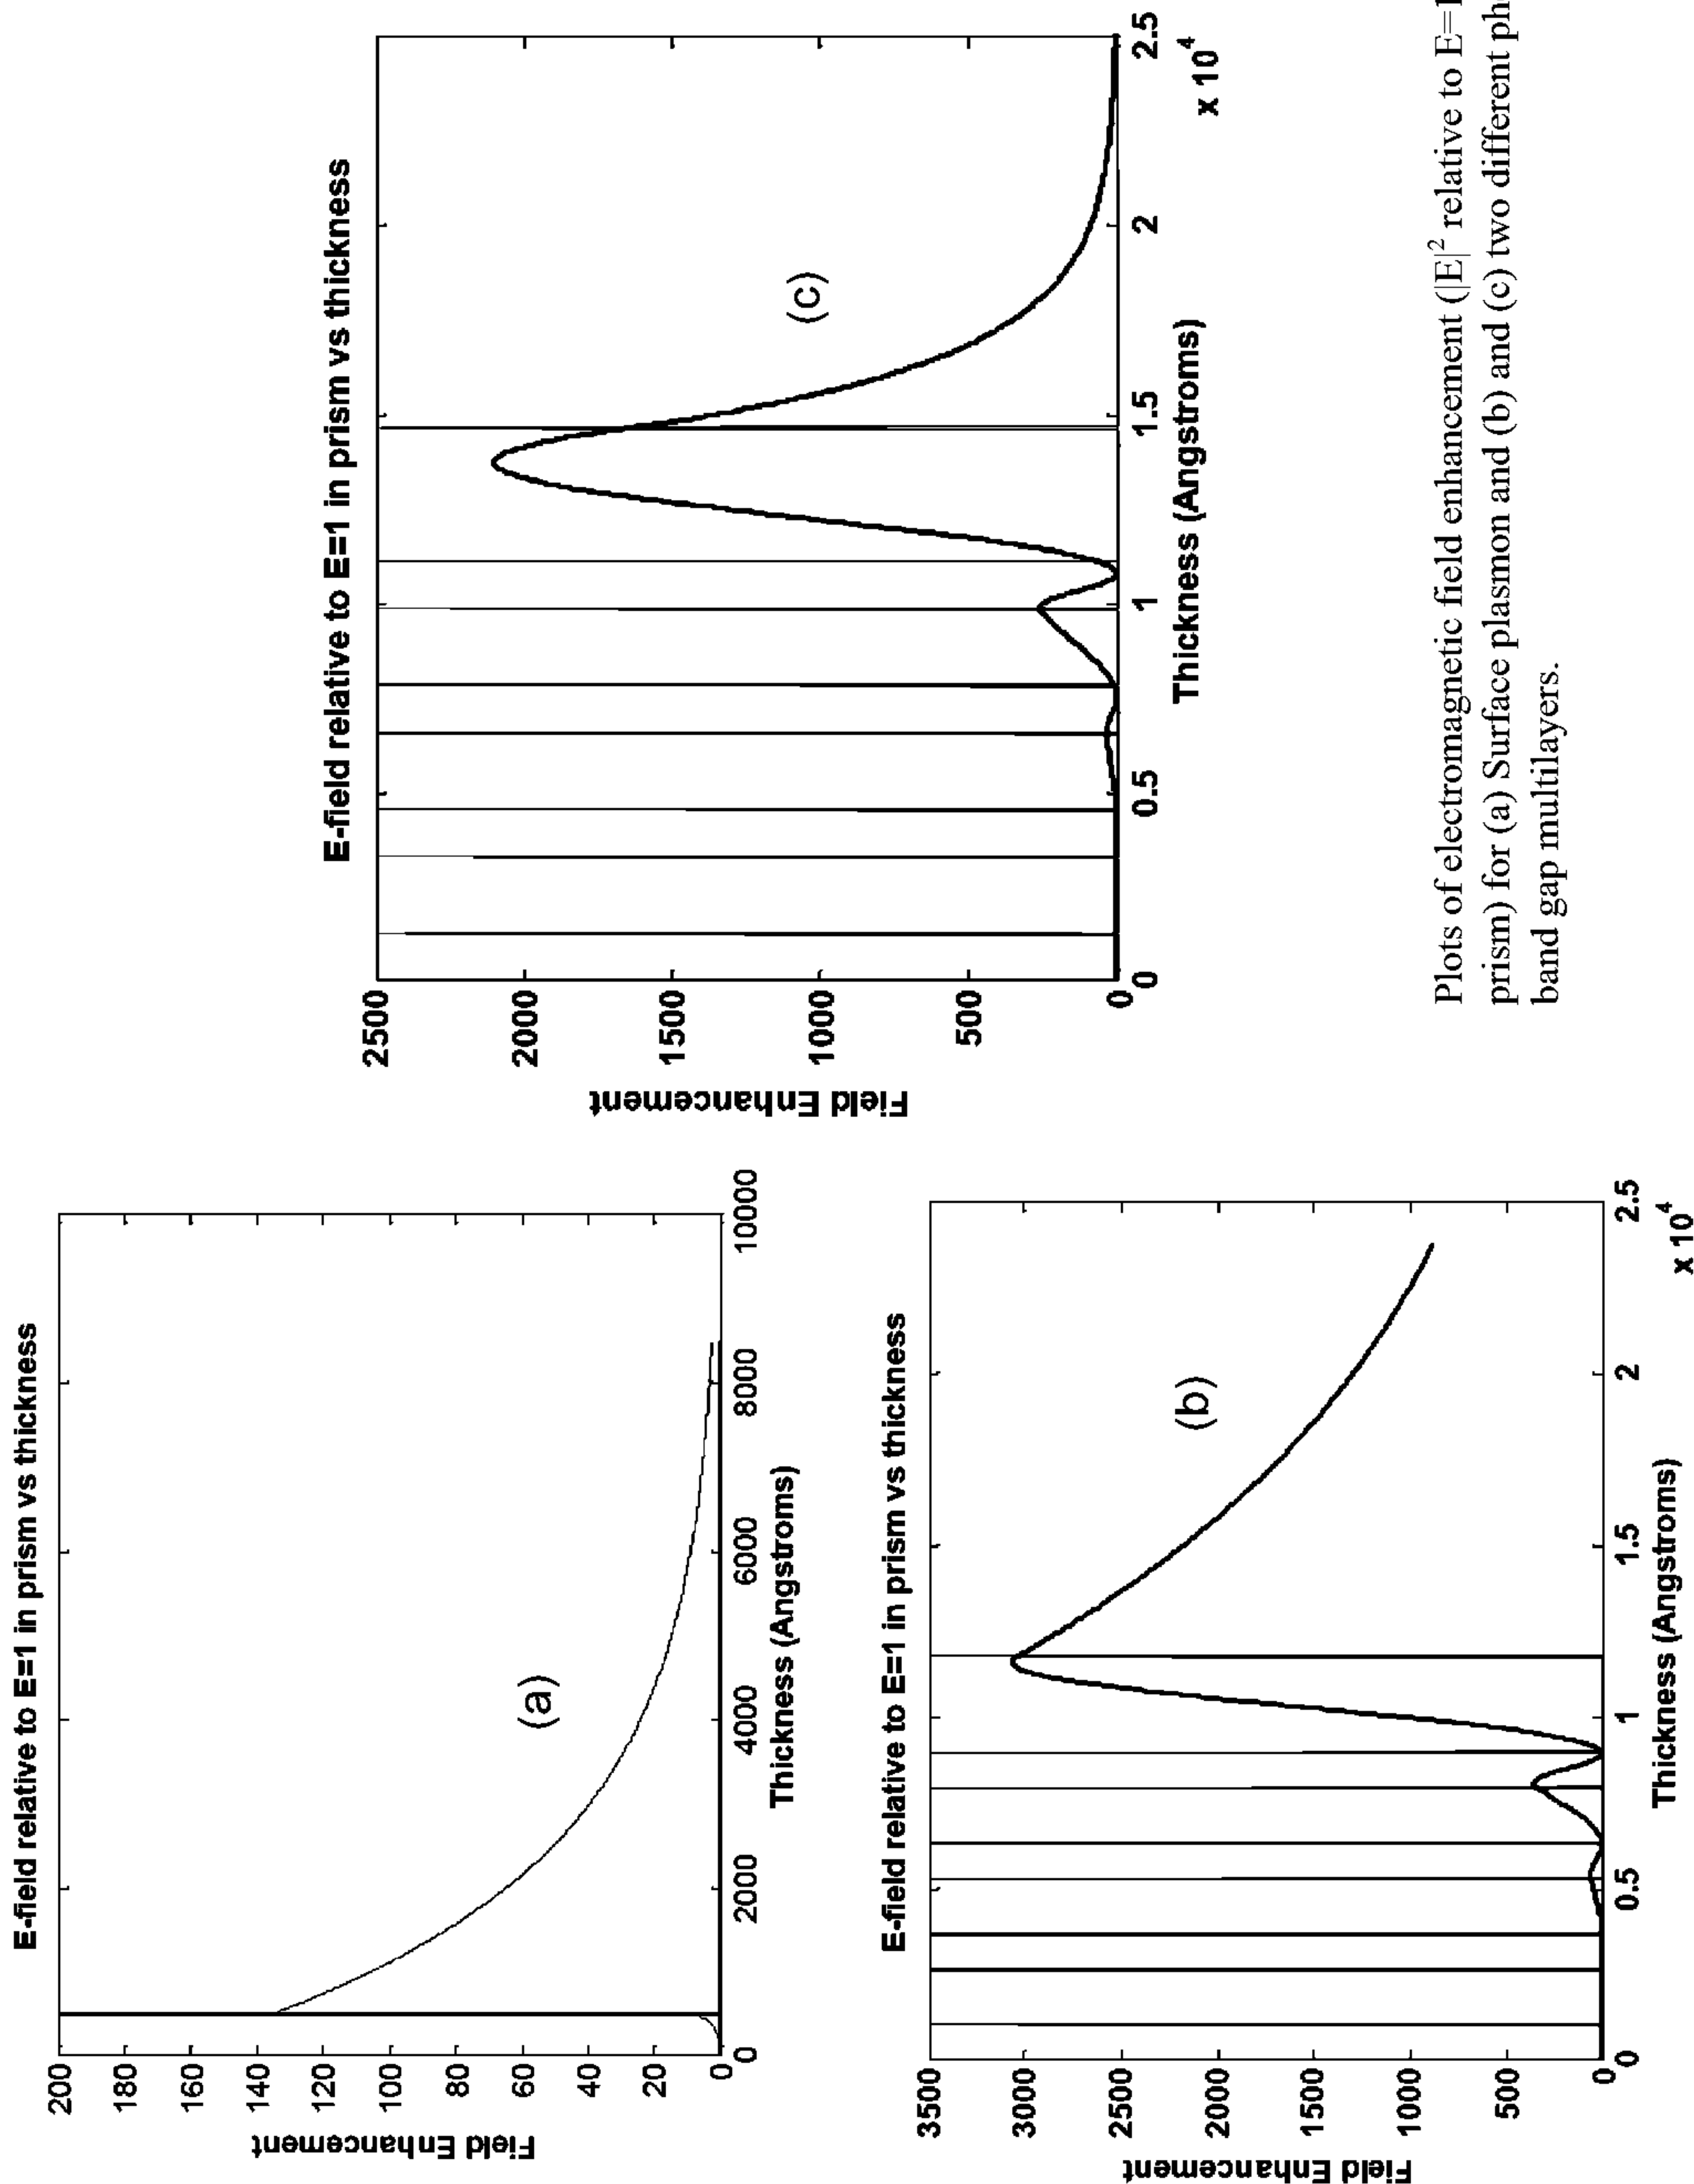 E-field relative to E=1 in prism vs thickness
200
180
160
140
120
100
80
60
40
20
0
Field Enhancement
(a)
0
2000
4000
6000
8000
10000
Thickness (Angstroms)
E-field relative to E=1 in prism vs thickness
3500
3000
2500
2000
1500
1000
500
0
Field Enhancement
(b)
0
0.5
1
1.5
2
2.5
x 10⁴
Thickness (Angstroms)
E-field relative to E=1 in prism vs thickness
2500
2000
1500
1000
500
0
Field Enhancement
(c)
0
0.5
1
1.5
2
2.5
x 10⁴
Thickness (Angstroms)
Plots of electromagnetic field enhancement (|E|² relative to E=1
prism) for (a) Surface plasmon and (b) and (c) two different
band gap multilayers.